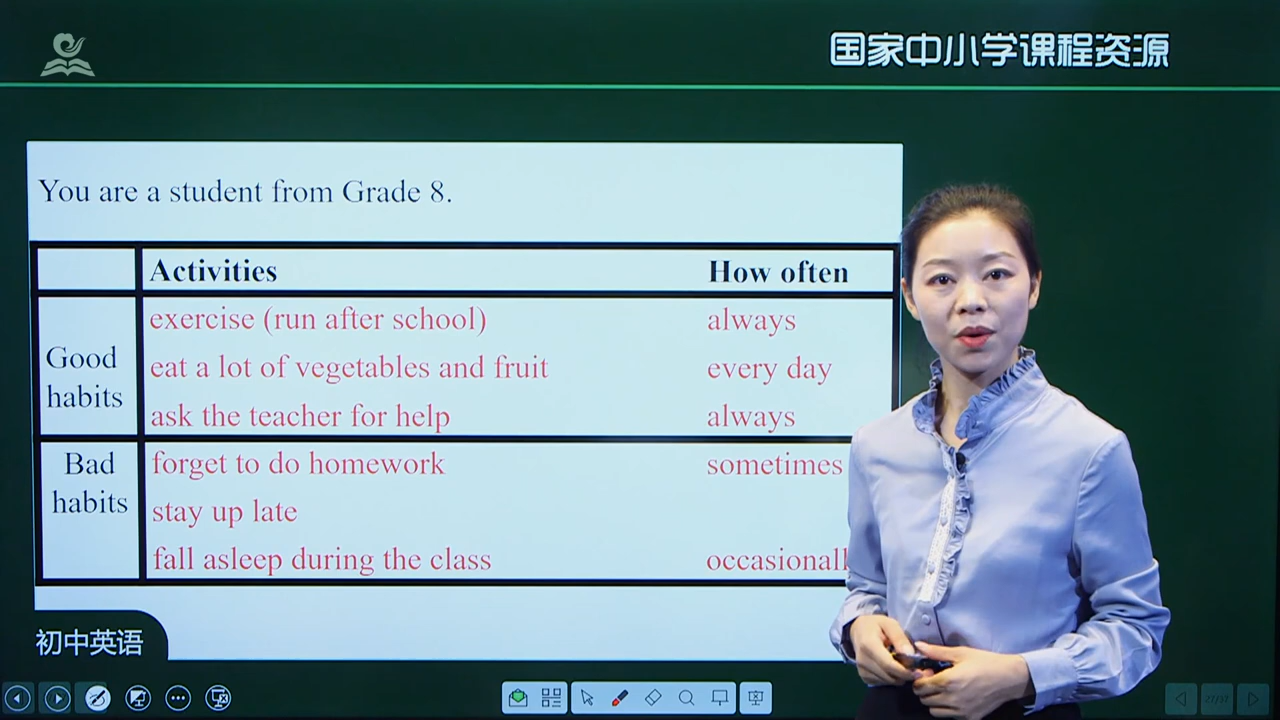 国家中小学课程资源
You are a student from Grade 8.
Activities How often
Good habits
exercise (run after school) always
eat a lot of vegetables and fruit every day
ask the teacher for help always
Bad habits
forget to do homework sometimes
stay up late
fall asleep during the class occasionall
初中英语